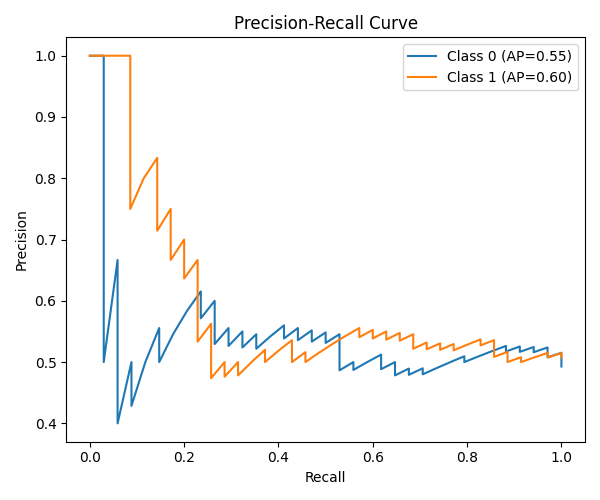 Precision-Recall Curve
Class 0 (AP=0.55)
Class 1 (AP=0.60)
Precision
1.0
0.9
0.8
0.7
0.6
0.5
0.4
0.0 0.2 0.4 0.6 0.8 1.0
Recall